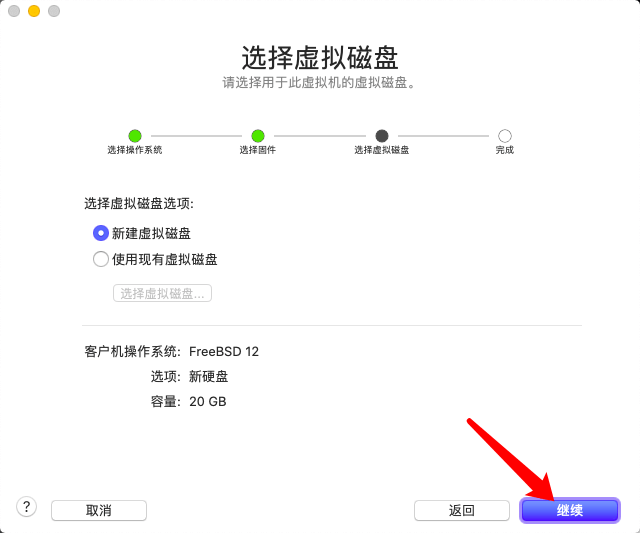 选择虚拟磁盘
请选择用于此虚拟机的虚拟磁盘。
选择操作系统 选择固件 选择虚拟磁盘 完成
选择虚拟磁盘选项:
新建虚拟磁盘
使用现有虚拟磁盘
选择虚拟磁盘...
客户机操作系统: FreeBSD 12
选项: 新硬盘
容量: 20 GB
? 取消 返回 继续